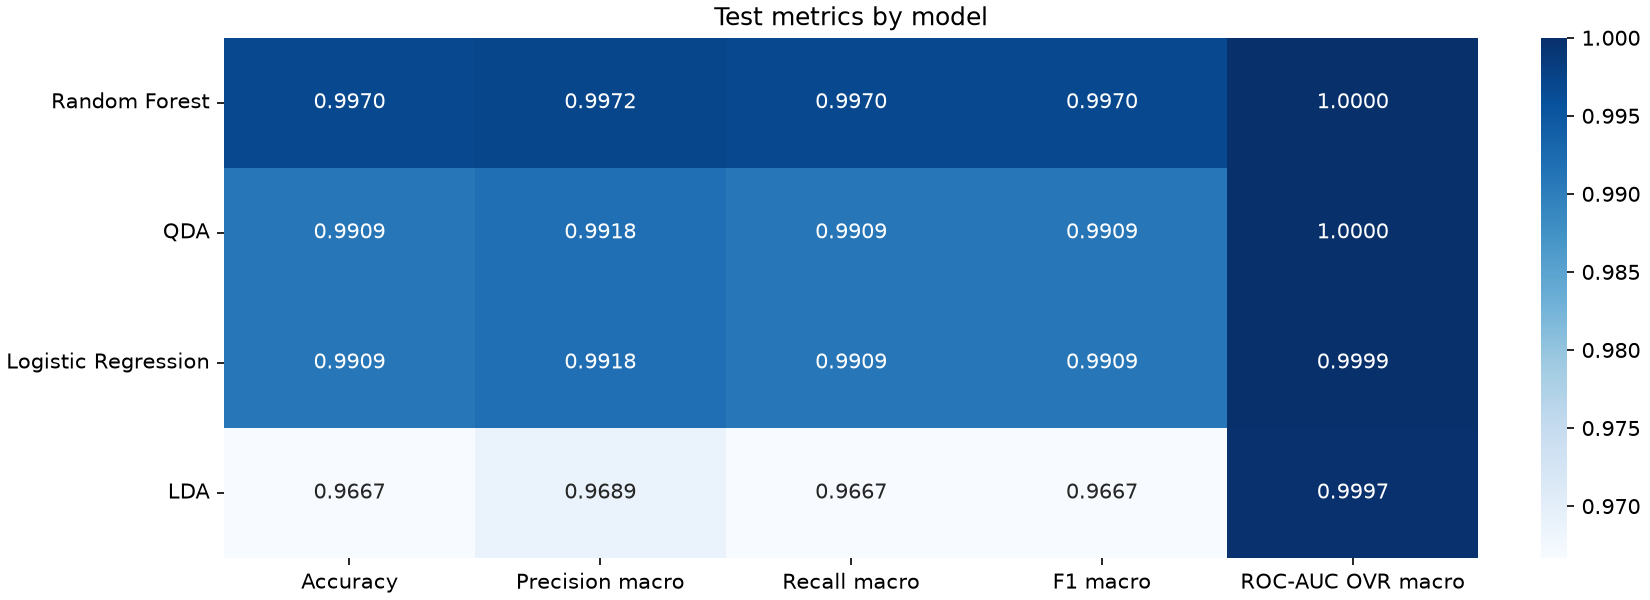 Test metrics by model
Random Forest 0.9970 0.9972 0.9970 0.9970 1.0000
QDA 0.9909 0.9918 0.9909 0.9909 1.0000
Logistic Regression 0.9909 0.9918 0.9909 0.9909 0.9999
LDA 0.9667 0.9689 0.9667 0.9667 0.9997
Accuracy Precision macro Recall macro F1 macro ROC-AUC OVR macro
1.000
0.995
0.990
0.985
0.980
0.975
0.970